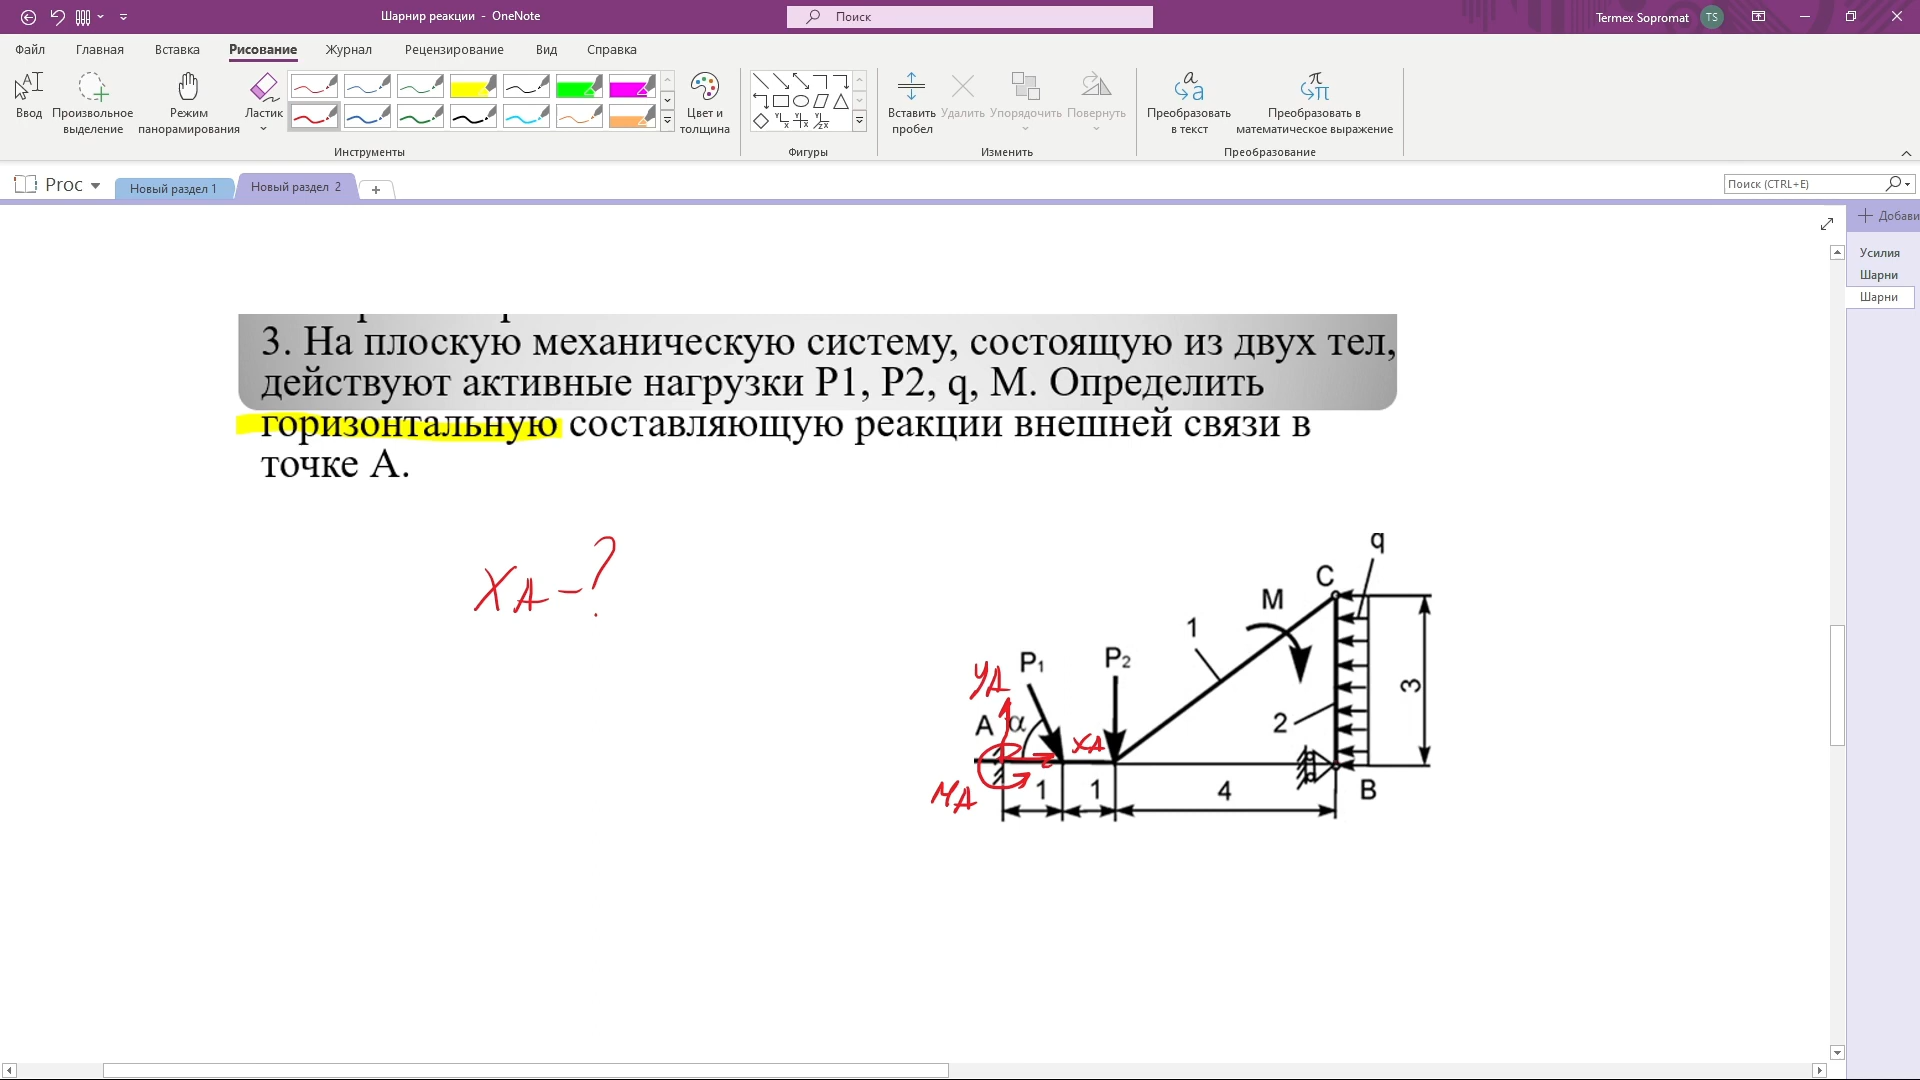 Шарнир реакции - OneNote
Поиск
Termex Sopromat
TS
Файл Главная Вставка Рисование Журнал Рецензирование Вид Справка
Ввод
Произвольное выделение
Режим панорамирования
Ластик
Цвет и толщина
Вставить пробел
Удалить
Упорядочить
Повернуть
Преобразовать в текст
Преобразовать в математическое выражение
Инструменты
Фигуры
Изменить
Преобразование
Proc
Новый раздел 1
Новый раздел 2
Поиск (CTRL+E)
Добави
Усилия
Шарни
Шарни
3. На плоскую механическую систему, состоящую из двух тел,
действуют активные нагрузки P1, P2, q, M. Определить
горизонтальную составляющую реакции внешней связи в
точке А.
XA-?
q
C
M
1
P1
P2
YA
3
A
α
2
XA
MA
1
1
4
B